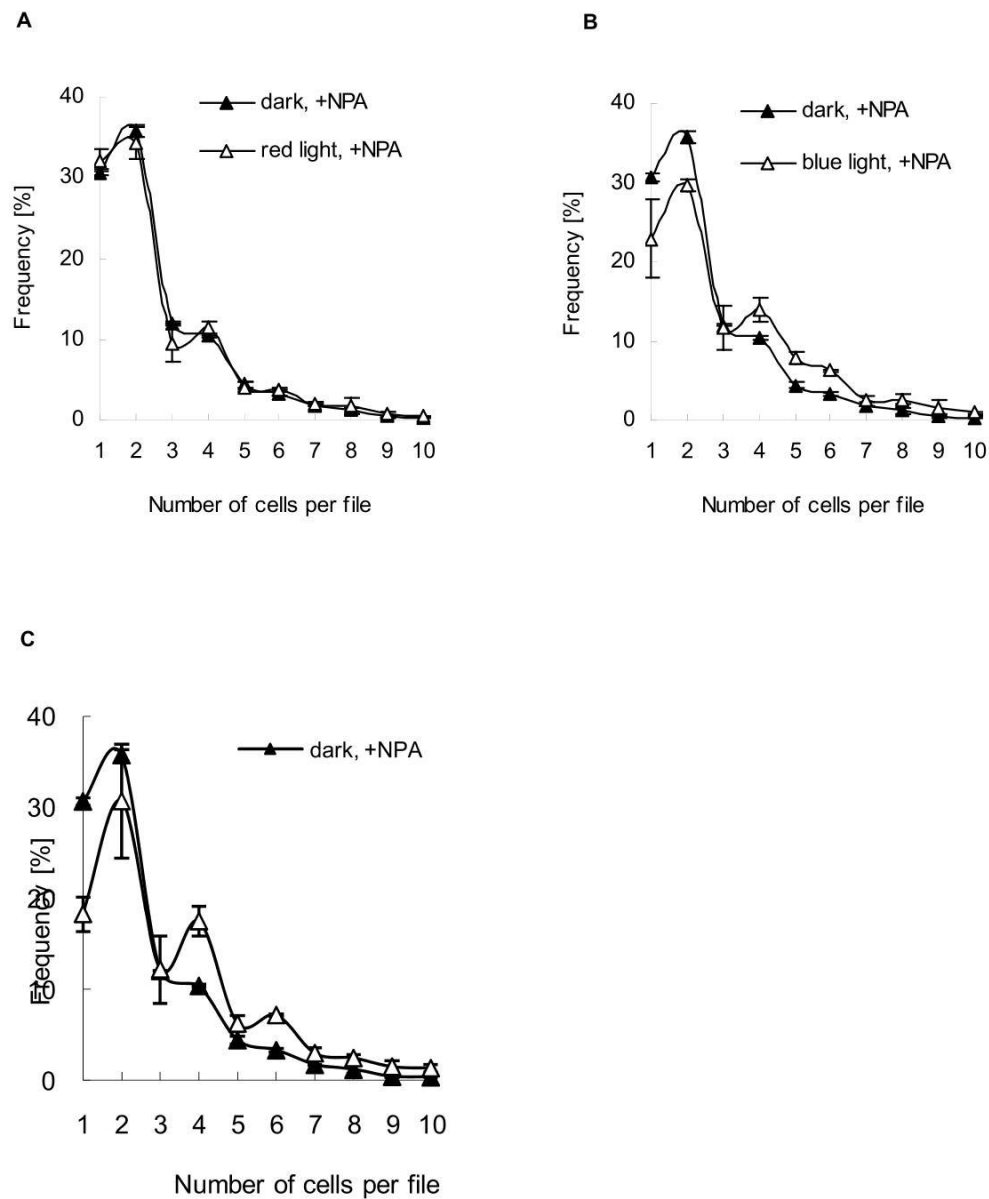 A
40
30
20
10
0
Frequency [%]
dark, +NPA
red light, +NPA
1 2 3 4 5 6 7 8 9 10
Number of cells per file
B
40
30
20
10
0
Frequency [%]
dark, +NPA
blue light, +NPA
1 2 3 4 5 6 7 8 9 10
Number of cells per file
C
40
30
20
10
0
Frequency [%]
dark, +NPA
1 2 3 4 5 6 7 8 9 10
Number of cells per file